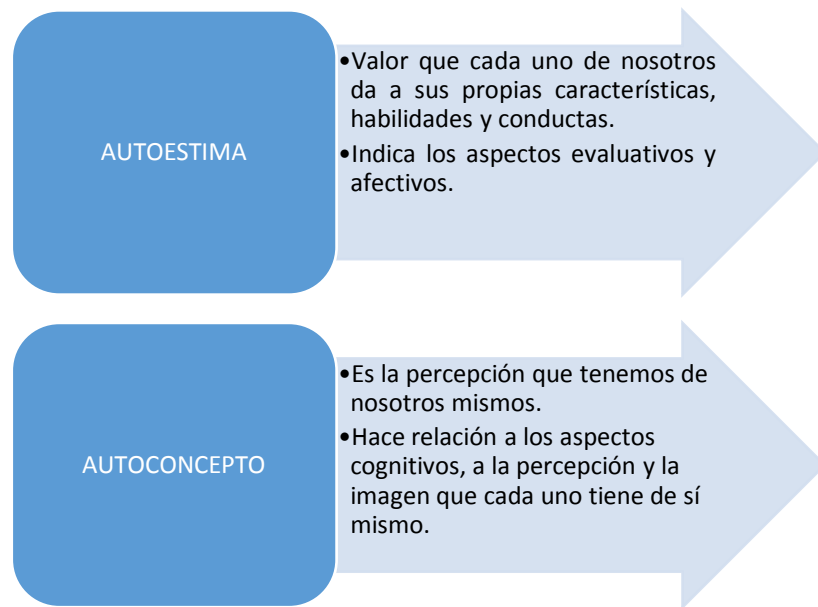 AUTOESTIMA
•Valor que cada uno de nosotros
da a sus propias características,
habilidades y conductas.
•Indica los aspectos evaluativos y
afectivos.
AUTOCONCEPTO
•Es la percepción que tenemos de
nosotros mismos.
•Hace relación a los aspectos
cognitivos, a la percepción y la
imagen que cada uno tiene de sí
mismo.